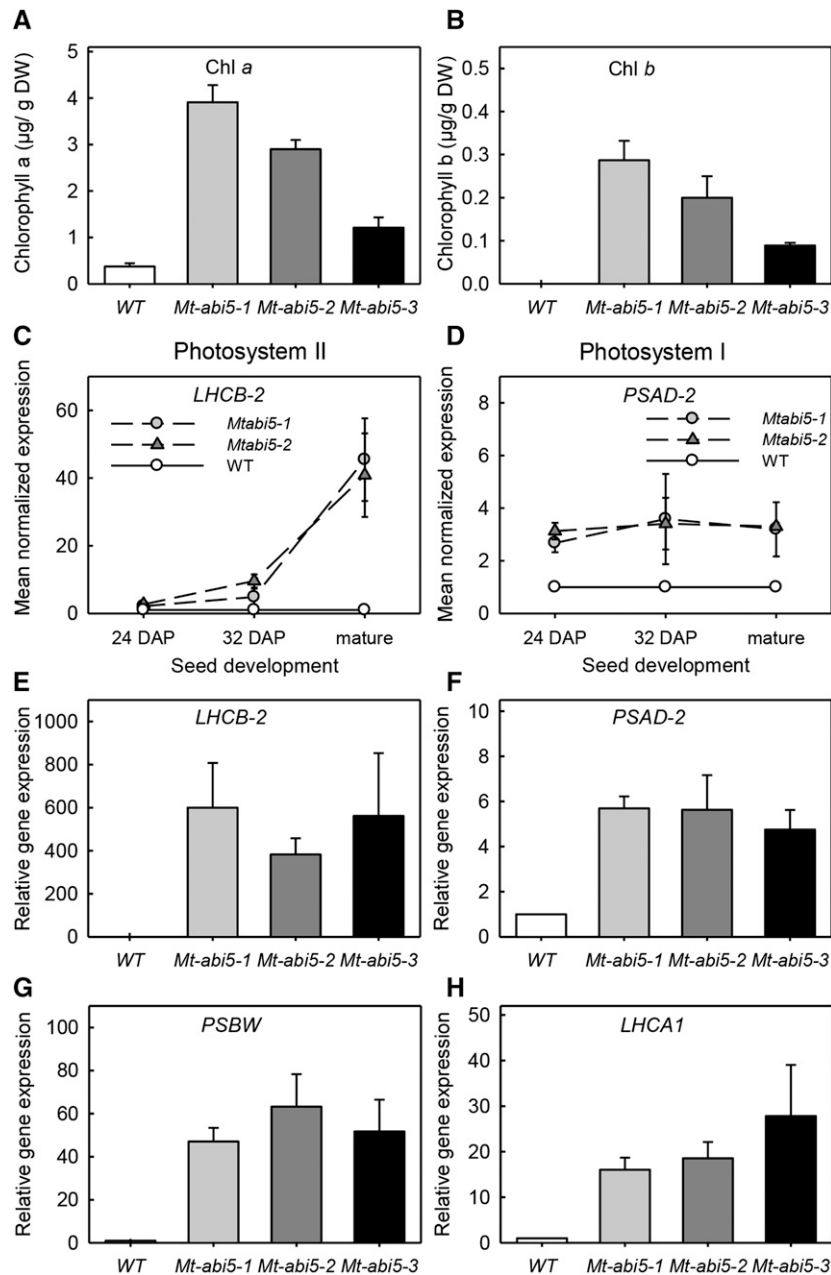 A
Chl a
Chlorophyll a (µg/ g DW)
5
4
3
2
1
0
WT Mt-abi5-1 Mt-abi5-2 Mt-abi5-3
B
Chl b
Chlorophyll b (µg/g DW)
0.5
0.4
0.3
0.2
0.1
0.0
WT Mt-abi5-1 Mt-abi5-2 Mt-abi5-3
C
Photosystem II
LHCB-2
Mtabi5-1
Mtabi5-2
WT
Mean normalized expression
60
40
20
0
24 DAP 32 DAP mature
Seed development
D
Photosystem I
PSAD-2
Mtabi5-1
Mtabi5-2
WT
Mean normalized expression
8
6
4
2
0
24 DAP 32 DAP mature
Seed development
E
LHCB-2
Relative gene expression
1000
800
600
400
200
0
WT Mt-abi5-1 Mt-abi5-2 Mt-abi5-3
F
PSAD-2
Relative gene expression
10
8
6
4
2
0
WT Mt-abi5-1 Mt-abi5-2 Mt-abi5-3
G
PSBW
Relative gene expression
100
80
60
40
20
0
WT Mt-abi5-1 Mt-abi5-2 Mt-abi5-3
H
LHCA1
Relative gene expression
50
40
30
20
10
0
WT Mt-abi5-1 Mt-abi5-2 Mt-abi5-3